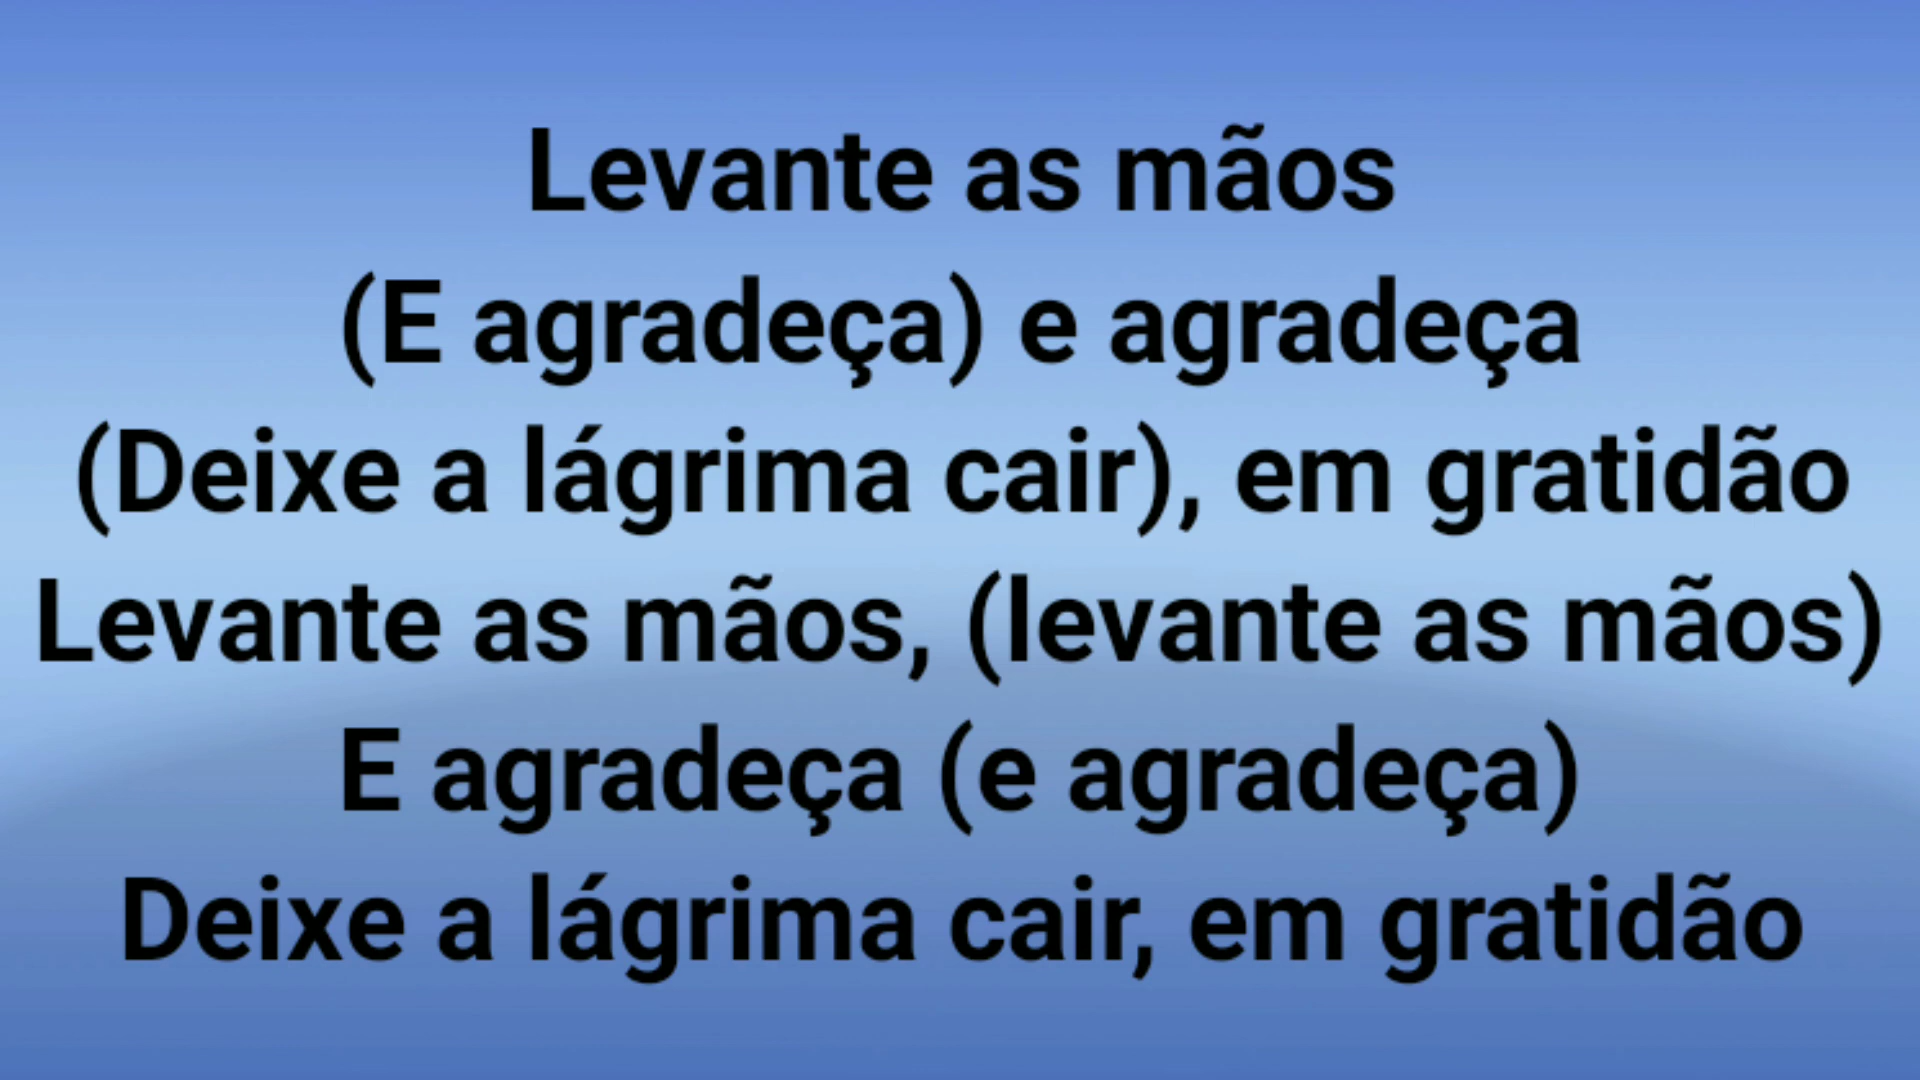 Levante as mãos
(E agradeça) e agradeça
(Deixe a lágrima cair), em gratidão
Levante as mãos, (levante as mãos)
E agradeça (e agradeça)
Deixe a lágrima cair, em gratidão